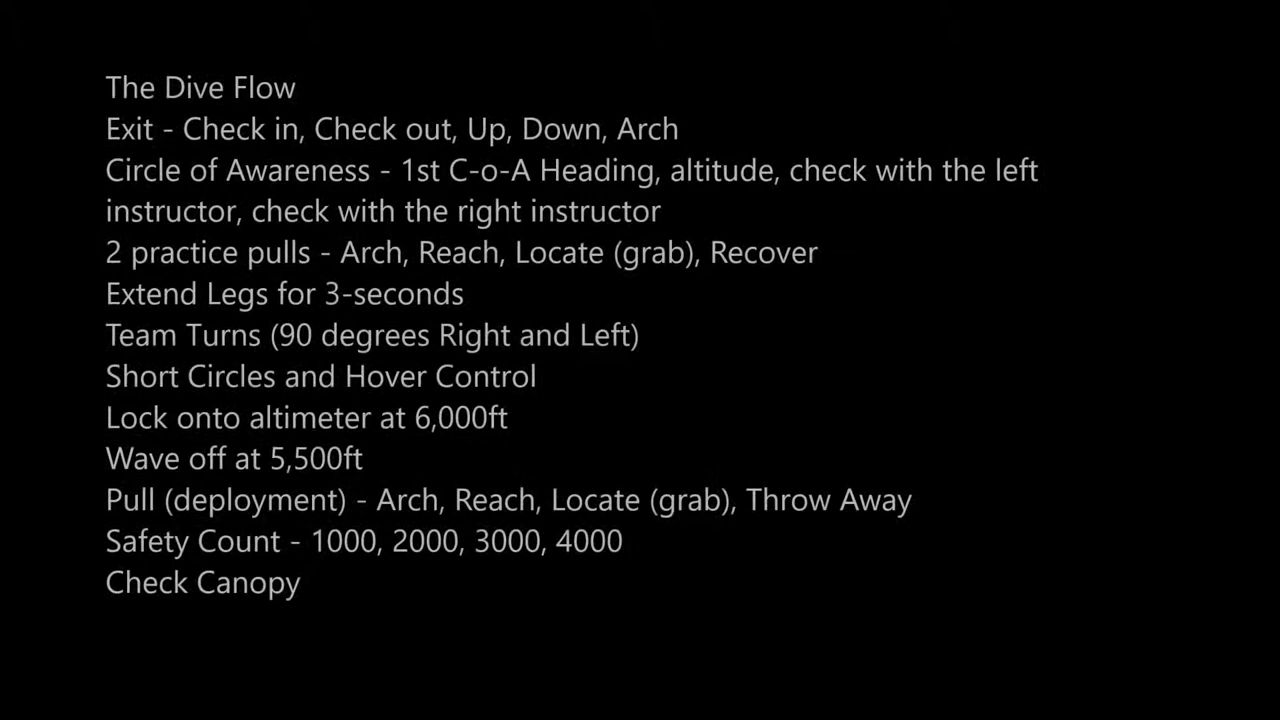 The Dive Flow
Exit - Check in, Check out, Up, Down, Arch
Circle of Awareness - 1st C-o-A Heading, altitude, check with the left
instructor, check with the right instructor
2 practice pulls - Arch, Reach, Locate (grab), Recover
Extend Legs for 3-seconds
Team Turns (90 degrees Right and Left)
Short Circles and Hover Control
Lock onto altimeter at 6,000ft
Wave off at 5,500ft
Pull (deployment) - Arch, Reach, Locate (grab), Throw Away
Safety Count - 1000, 2000, 3000, 4000
Check Canopy